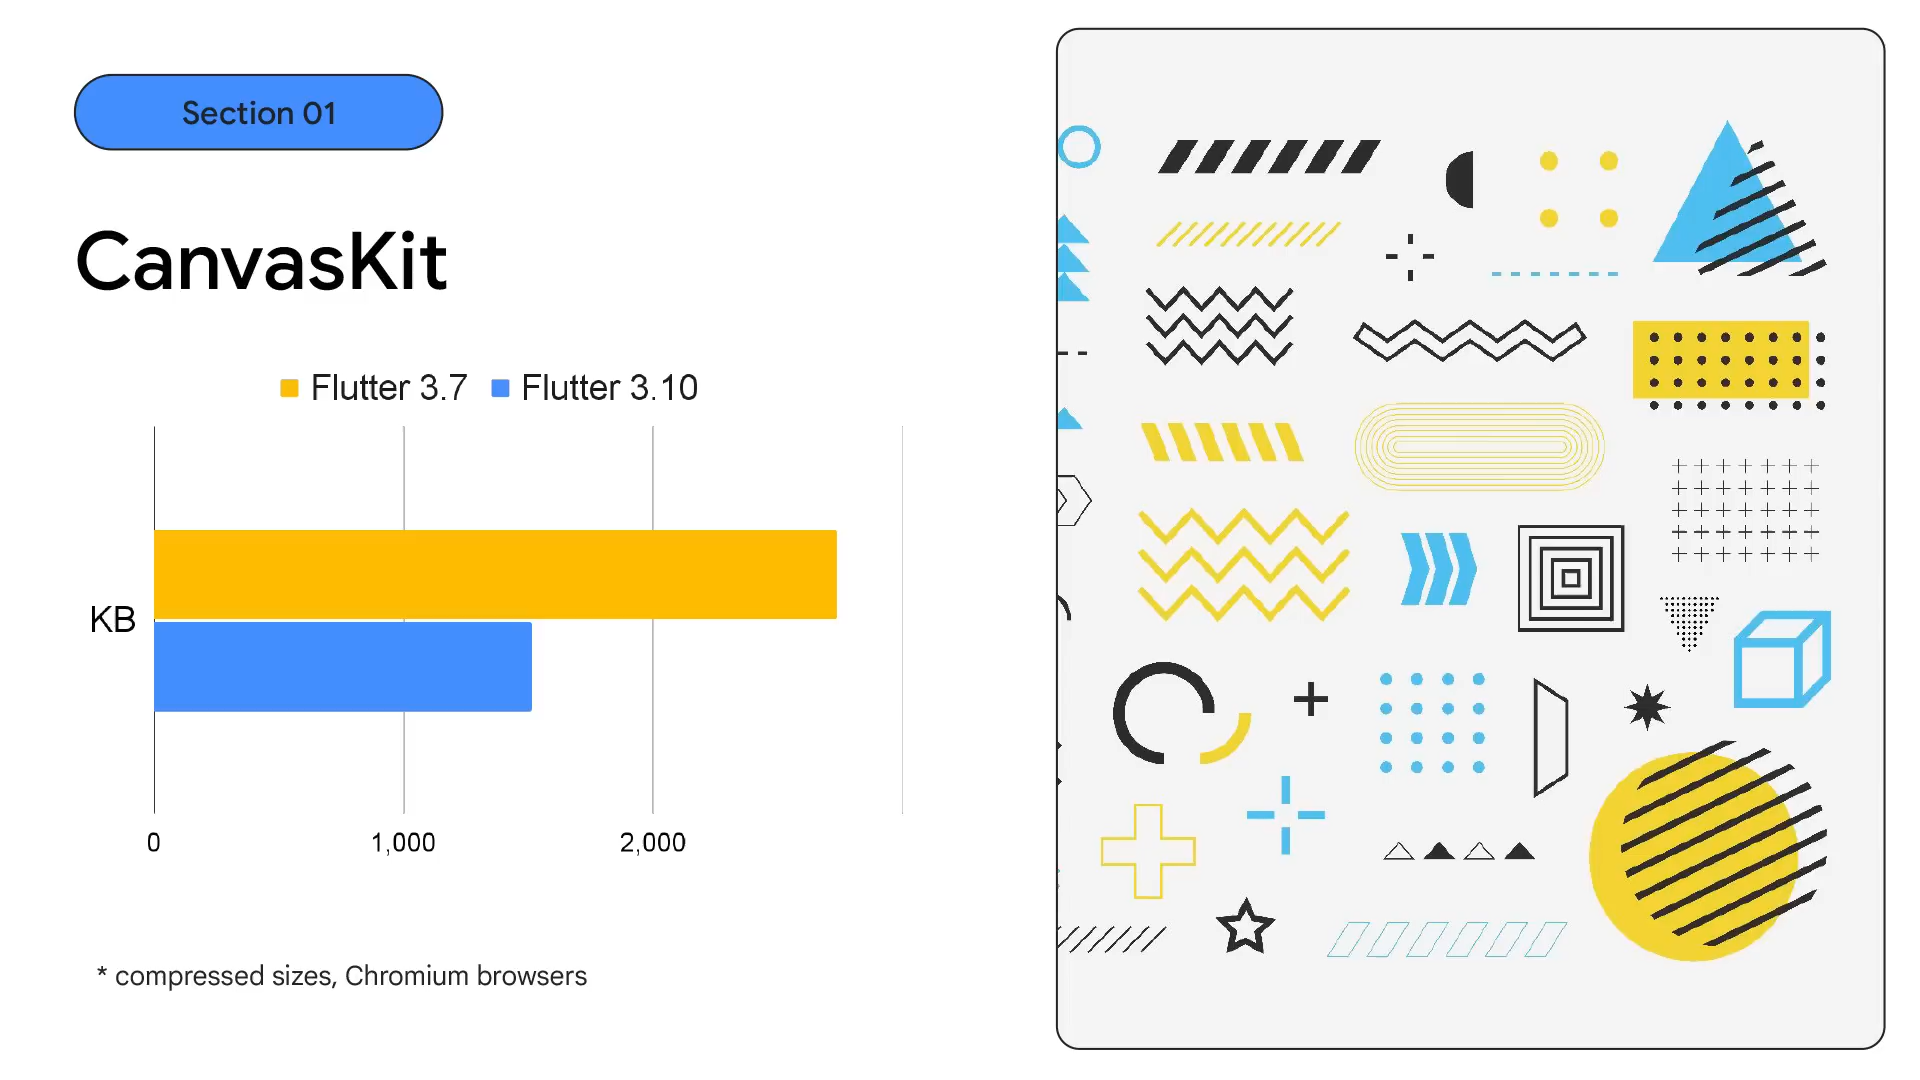 Section 01
CanvasKit
Flutter 3.7 Flutter 3.10
KB
0 1,000 2,000
* compressed sizes, Chromium browsers